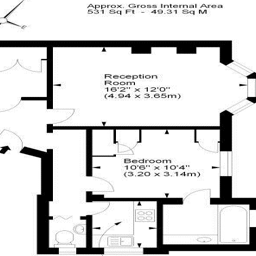 Approx. Gross Internal Area
531 Sq Ft - 49.31 Sq M
Reception
Room
16'2" x 12'0"
(4.94 x 3.65m)
Bedroom
10'6" x 10'4"
(3.20 x 3.14m)